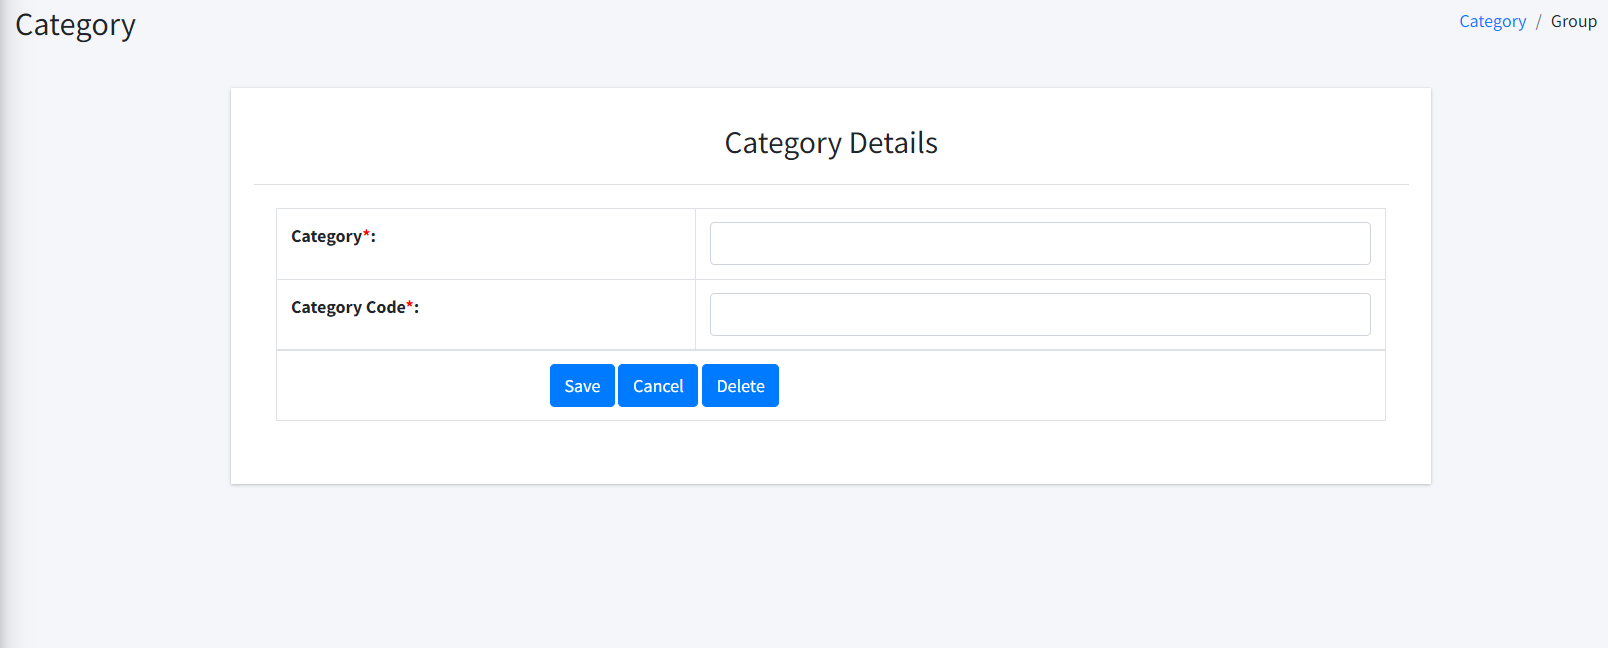 Category
Category / Group
Category Details
Category*:
Category Code*:
Save Cancel Delete